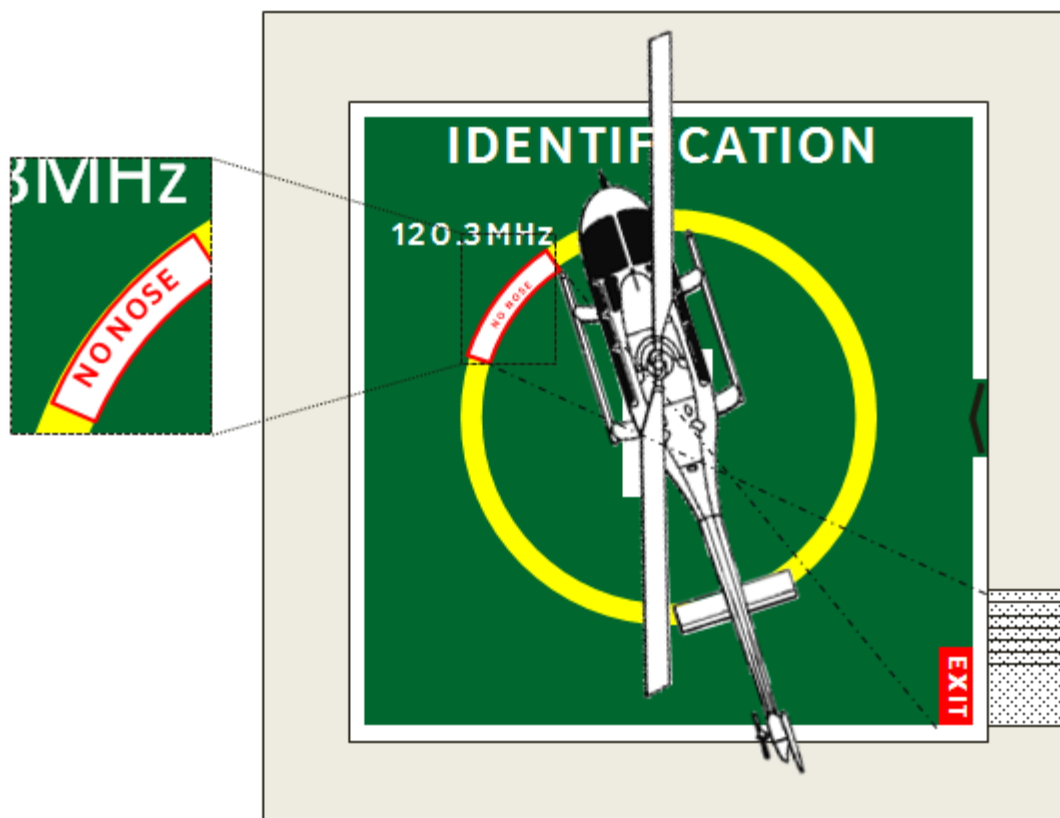 IDENTIF CATION
120.3MHz
NO NOSE
3MHz
NO NOSE
EXIT